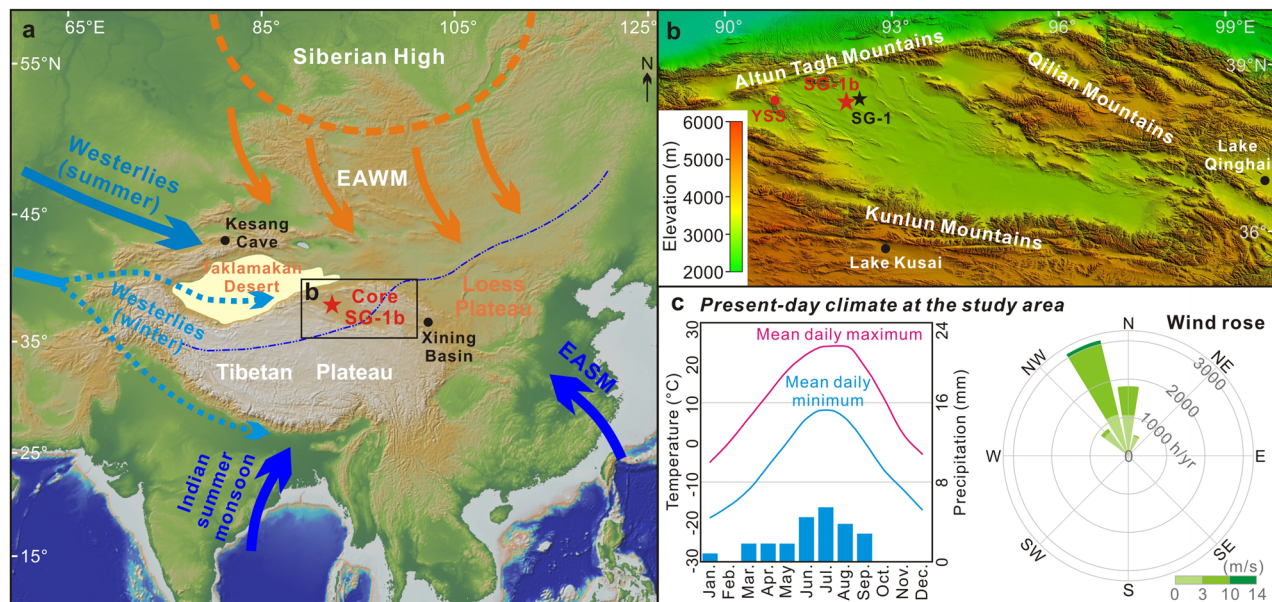 65°E
85°
105°
125°
a
Siberian High
N
55°N
Westerlies
(summer)
EAWM
45°
Kesang
Cave
Taklamakan
Desert
b
Core
SG-1b
Loess
Plateau
Westerlies
(winter)
35°
Xining
Basin
Tibetan Plateau
EASM
25°
Indian
summer
monsoon
15°
b
90
93
96
99°E
39°N
Altun Tagh Mountains
Qilian Mountains
SG-1b
YSS
SG-1
6000
5000
4000
3000
2000
Elevation (m)
Lake
Qinghai
Kunlun Mountains
36°
Lake Kusai
c Present-day climate at the study area
30
20
10
0
-10
-20
-30
Temperature (°C)
Mean daily maximum
Mean daily
minimum
24
16
8
0
Precipitation (mm)
Jan.
Feb.
Mar.
Apr.
May
Jun.
Jul.
Aug.
Sep.
Oct.
Nov.
Dec.
Wind rose
N
NW
NE
3000
2000
1000 h/yr
0
W
E
SW
SE
S
(m/s)
0 3 10 14